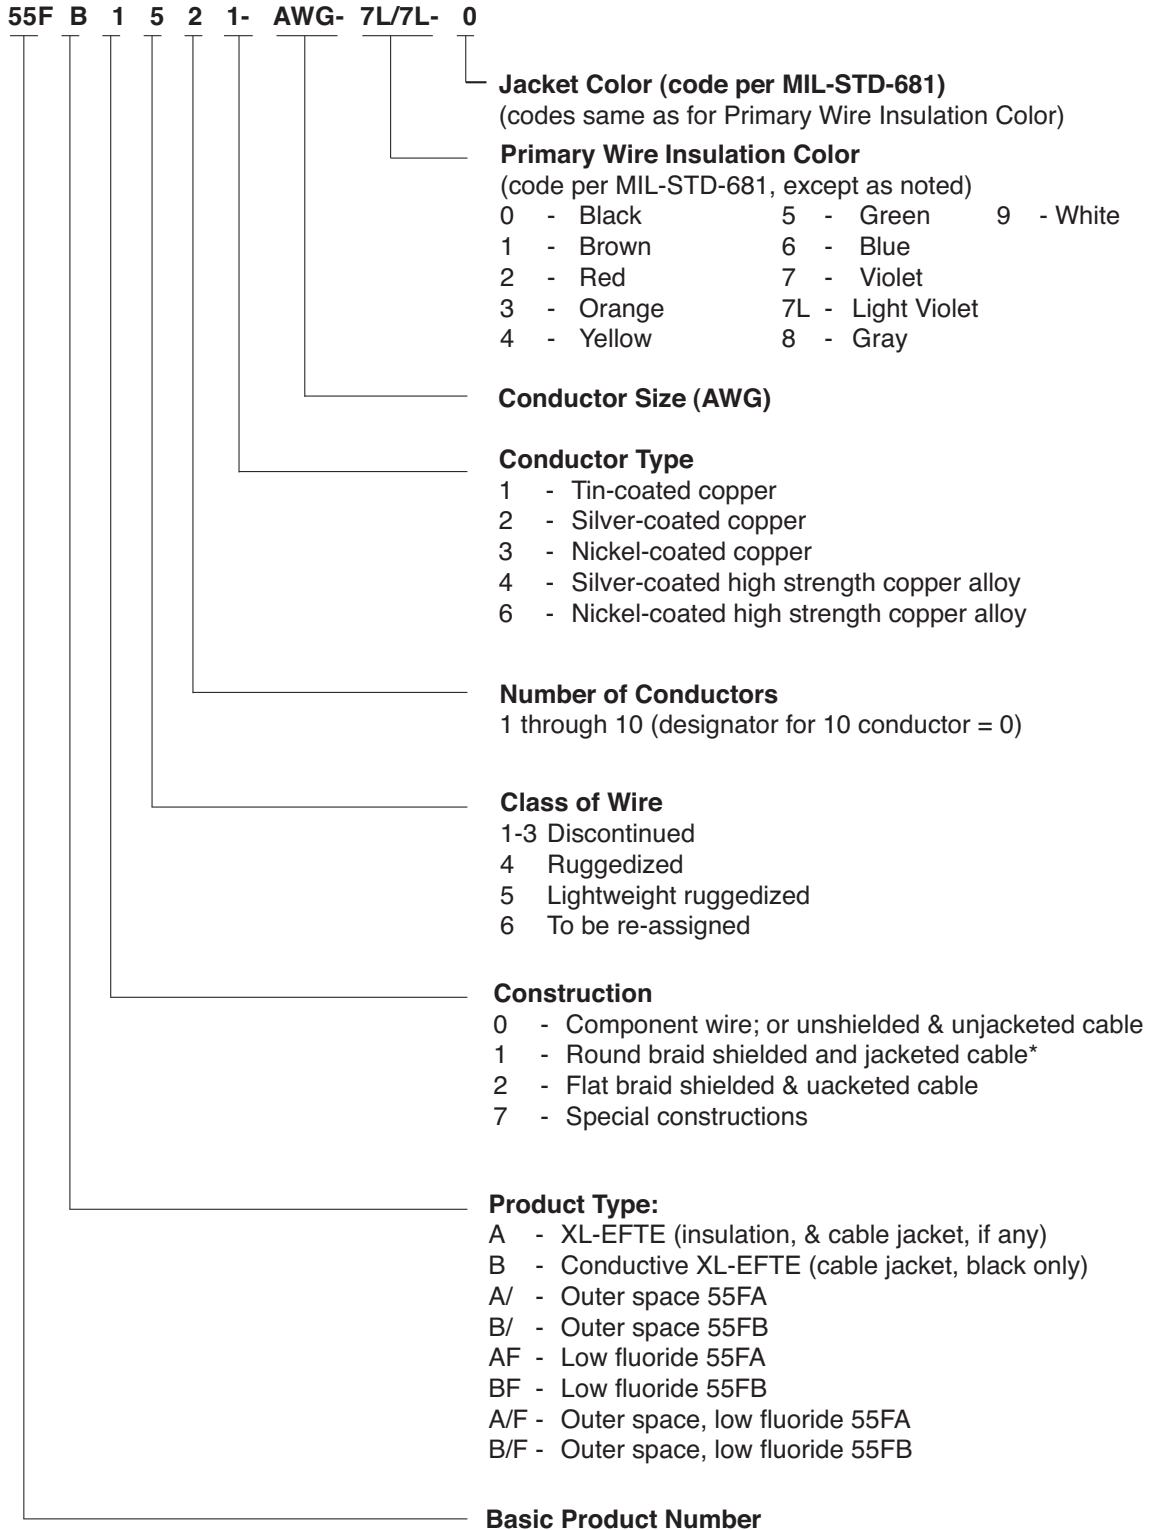 55F B 1 5 2 1- AWG- 7L/7L- 0
Jacket Color (code per MIL-STD-681)
(codes same as for Primary Wire Insulation Color)
Primary Wire Insulation Color
(code per MIL-STD-681, except as noted)
0 - Black 5 - Green 9 - White
1 - Brown 6 - Blue
2 - Red 7 - Violet
3 - Orange 7L - Light Violet
4 - Yellow 8 - Gray
Conductor Size (AWG)
Conductor Type
1 - Tin-coated copper
2 - Silver-coated copper
3 - Nickel-coated copper
4 - Silver-coated high strength copper alloy
6 - Nickel-coated high strength copper alloy
Number of Conductors
1 through 10 (designator for 10 conductor = 0)
Class of Wire
1-3 Discontinued
4 Ruggedized
5 Lightweight ruggedized
6 To be re-assigned
Construction
0 - Component wire; or unshielded & unjacketed cable
1 - Round braid shielded and jacketed cable*
2 - Flat braid shielded & uacketed cable
7 - Special constructions
Product Type:
A - XL-EFTE (insulation, & cable jacket, if any)
B - Conductive XL-EFTE (cable jacket, black only)
A/ - Outer space 55FA
B/ - Outer space 55FB
AF - Low fluoride 55FA
BF - Low fluoride 55FB
A/F - Outer space, low fluoride 55FA
B/F - Outer space, low fluoride 55FB
Basic Product Number